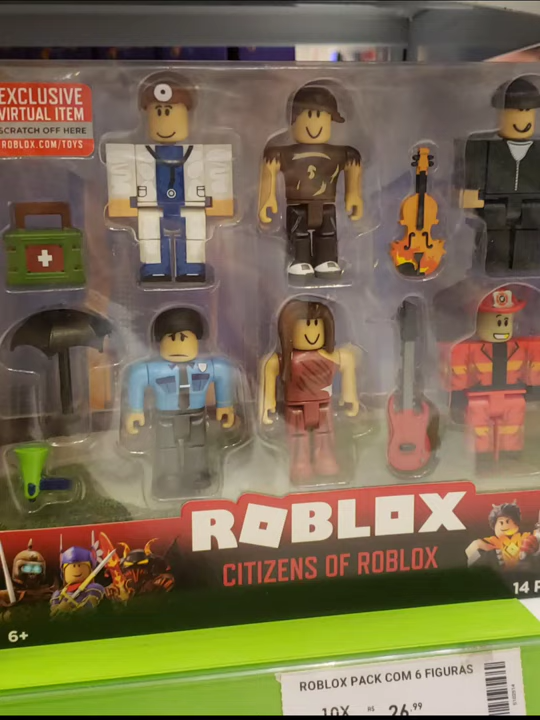 EXCLUSIVE
VIRTUAL ITEM
SCRATCH OFF HERE
ROBLOX.COM/TOYS
ROBLOX
CITIZENS OF ROBLOX
6+
14
ROBLOX PACK COM 6 FIGURAS
10X R$ 26,99